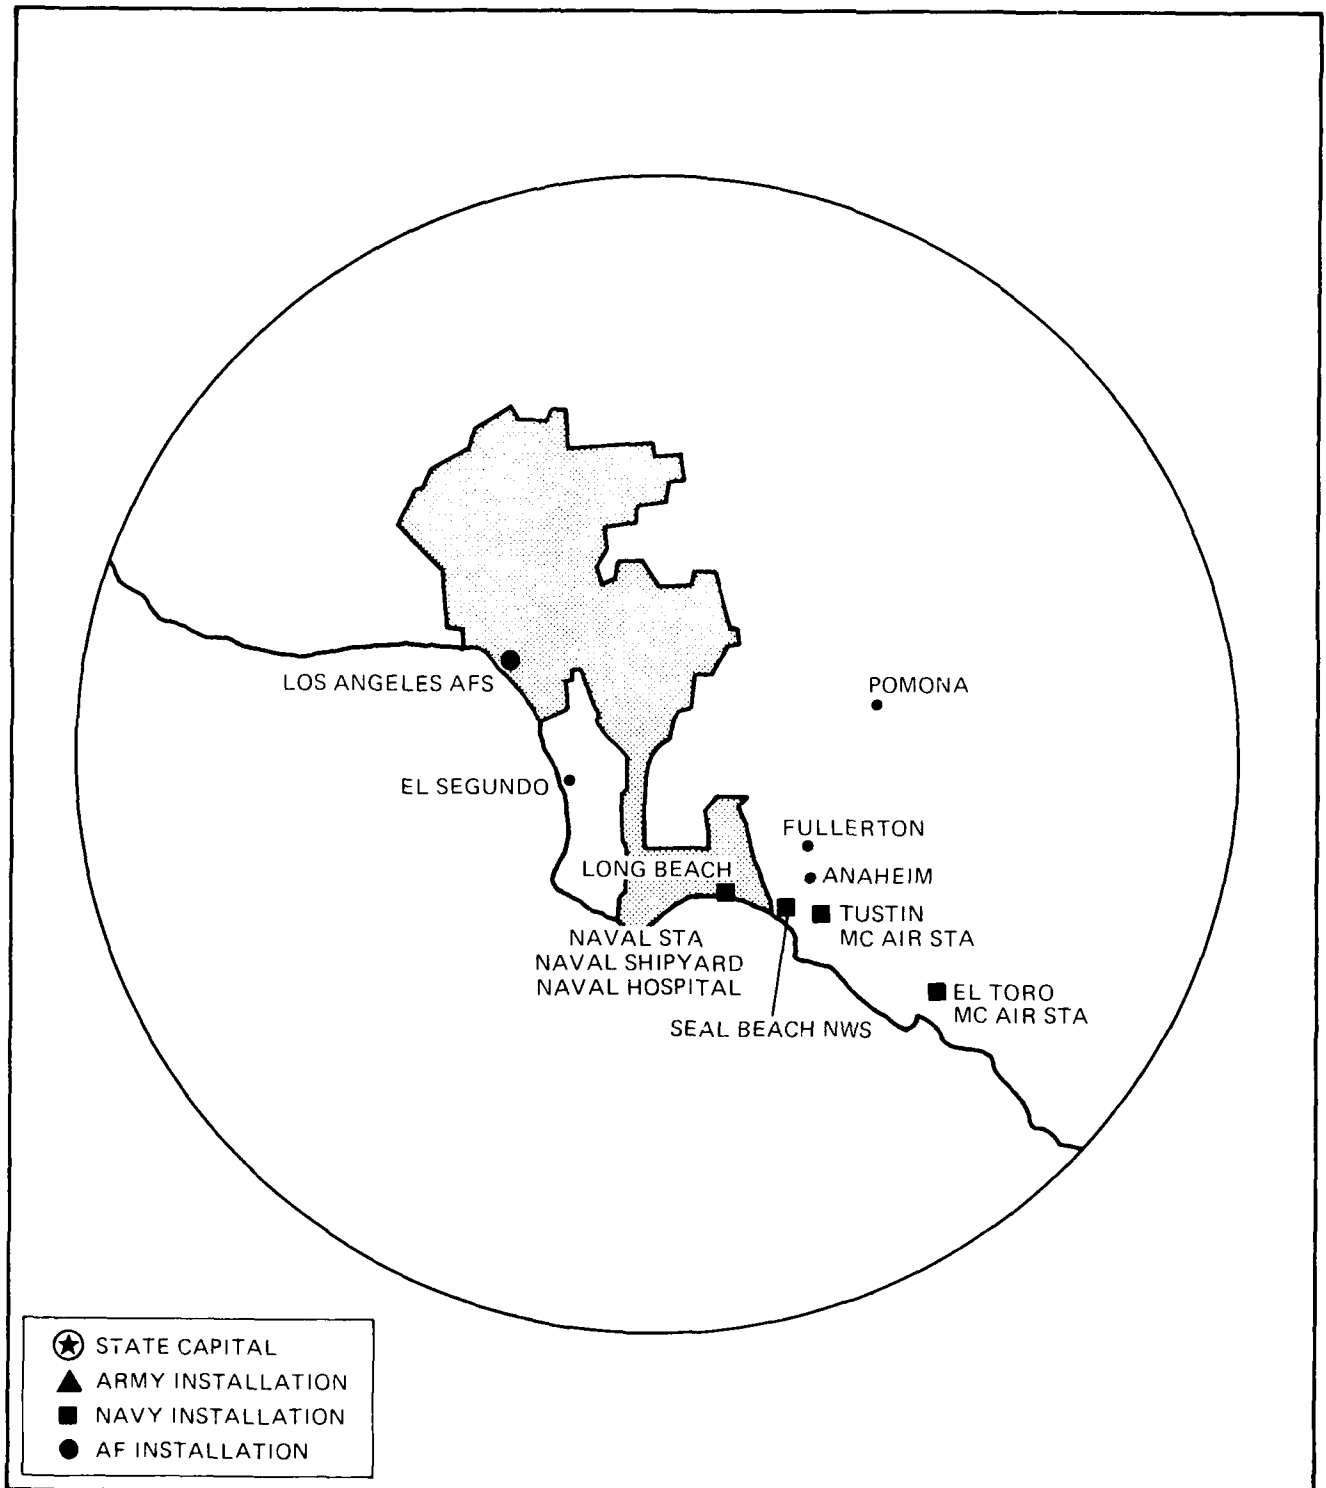 LOS ANGELES AFS
POMONA
EL SEGUNDO
FULLERTON
LONG BEACH
ANAHEIM
TUSTIN
MC AIR STA
NAVAL STA
NAVAL SHIPYARD
NAVAL HOSPITAL
EL TORO
MC AIR STA
SEAL BEACH NWS
STATE CAPITAL
ARMY INSTALLATION
NAVY INSTALLATION
AF INSTALLATION